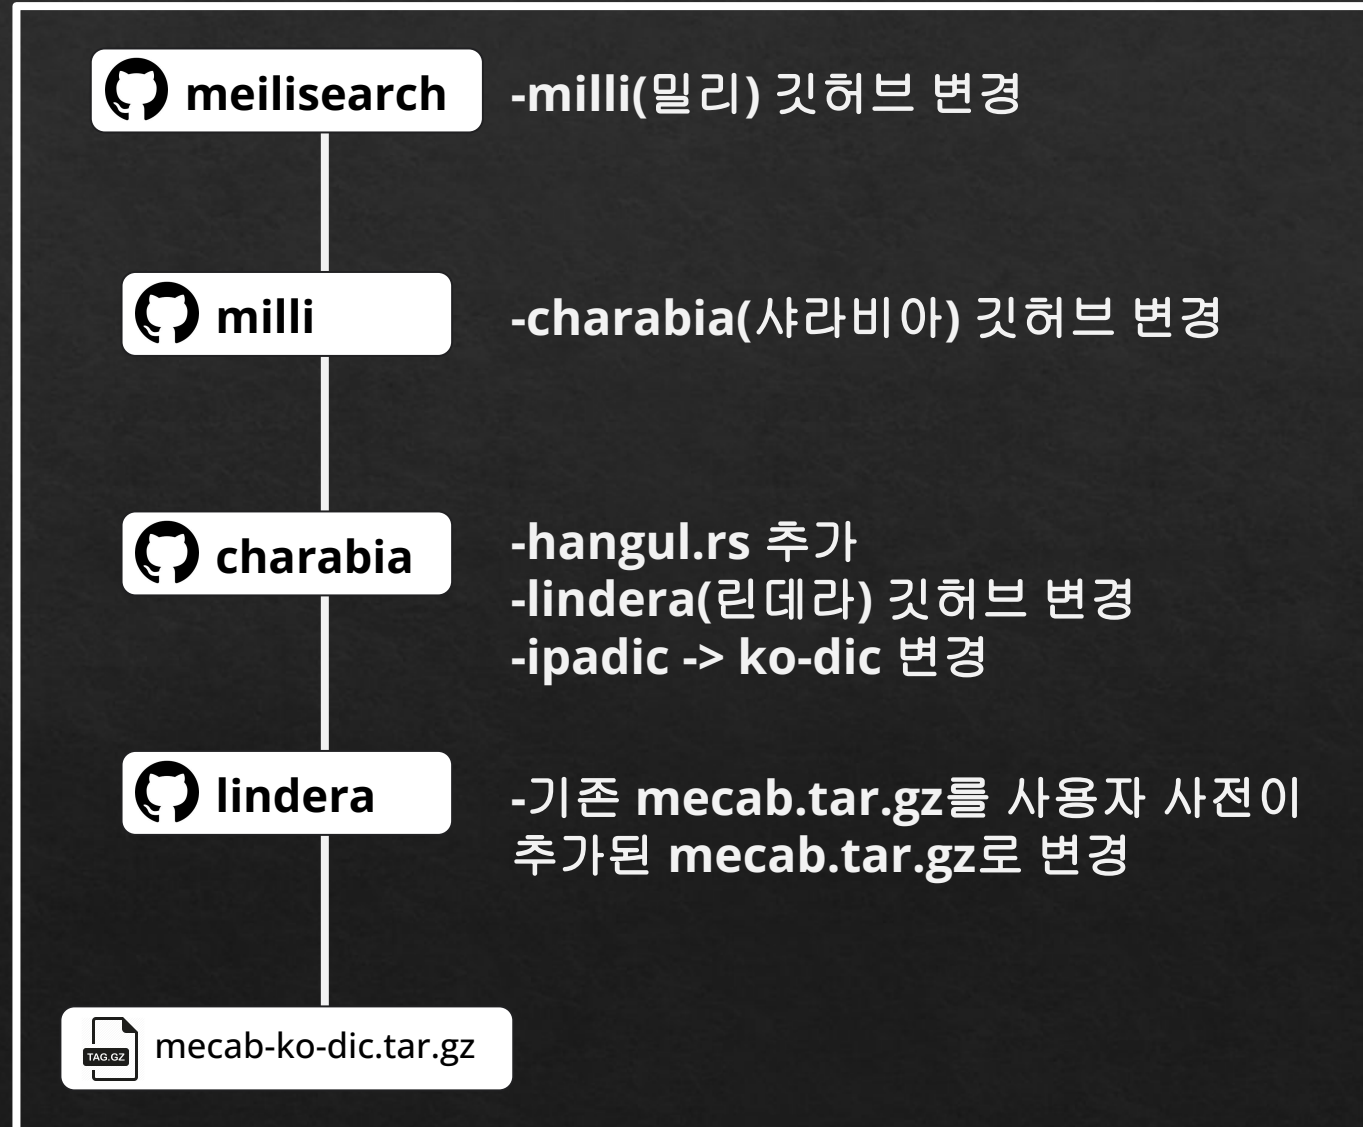 meilisearch
-milli(밀리) 깃허브 변경
milli
-charabia(샤라비아) 깃허브 변경
charabia
-hangul.rs 추가
-lindera(린데라) 깃허브 변경
-ipadic -> ko-dic 변경
lindera
-기존 mecab.tar.gz를 사용자 사전이
추가된 mecab.tar.gz로 변경
TAG.GZ
mecab-ko-dic.tar.gz